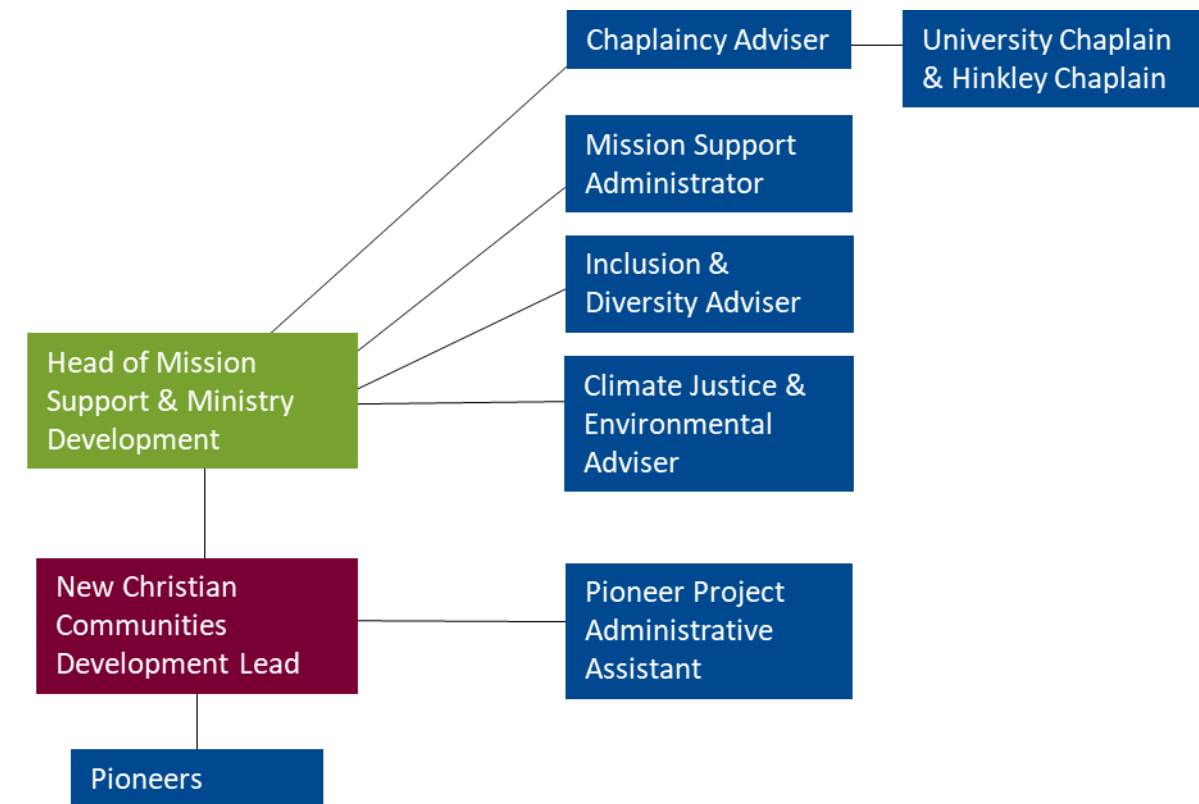 Chaplaincy Adviser
University Chaplain
& Hinkley Chaplain
Mission Support
Administrator
Inclusion &
Diversity Adviser
Head of Mission
Support & Ministry
Development
Climate Justice &
Environmental
Adviser
New Christian
Communities
Development Lead
Pioneer Project
Administrative
Assistant
Pioneers